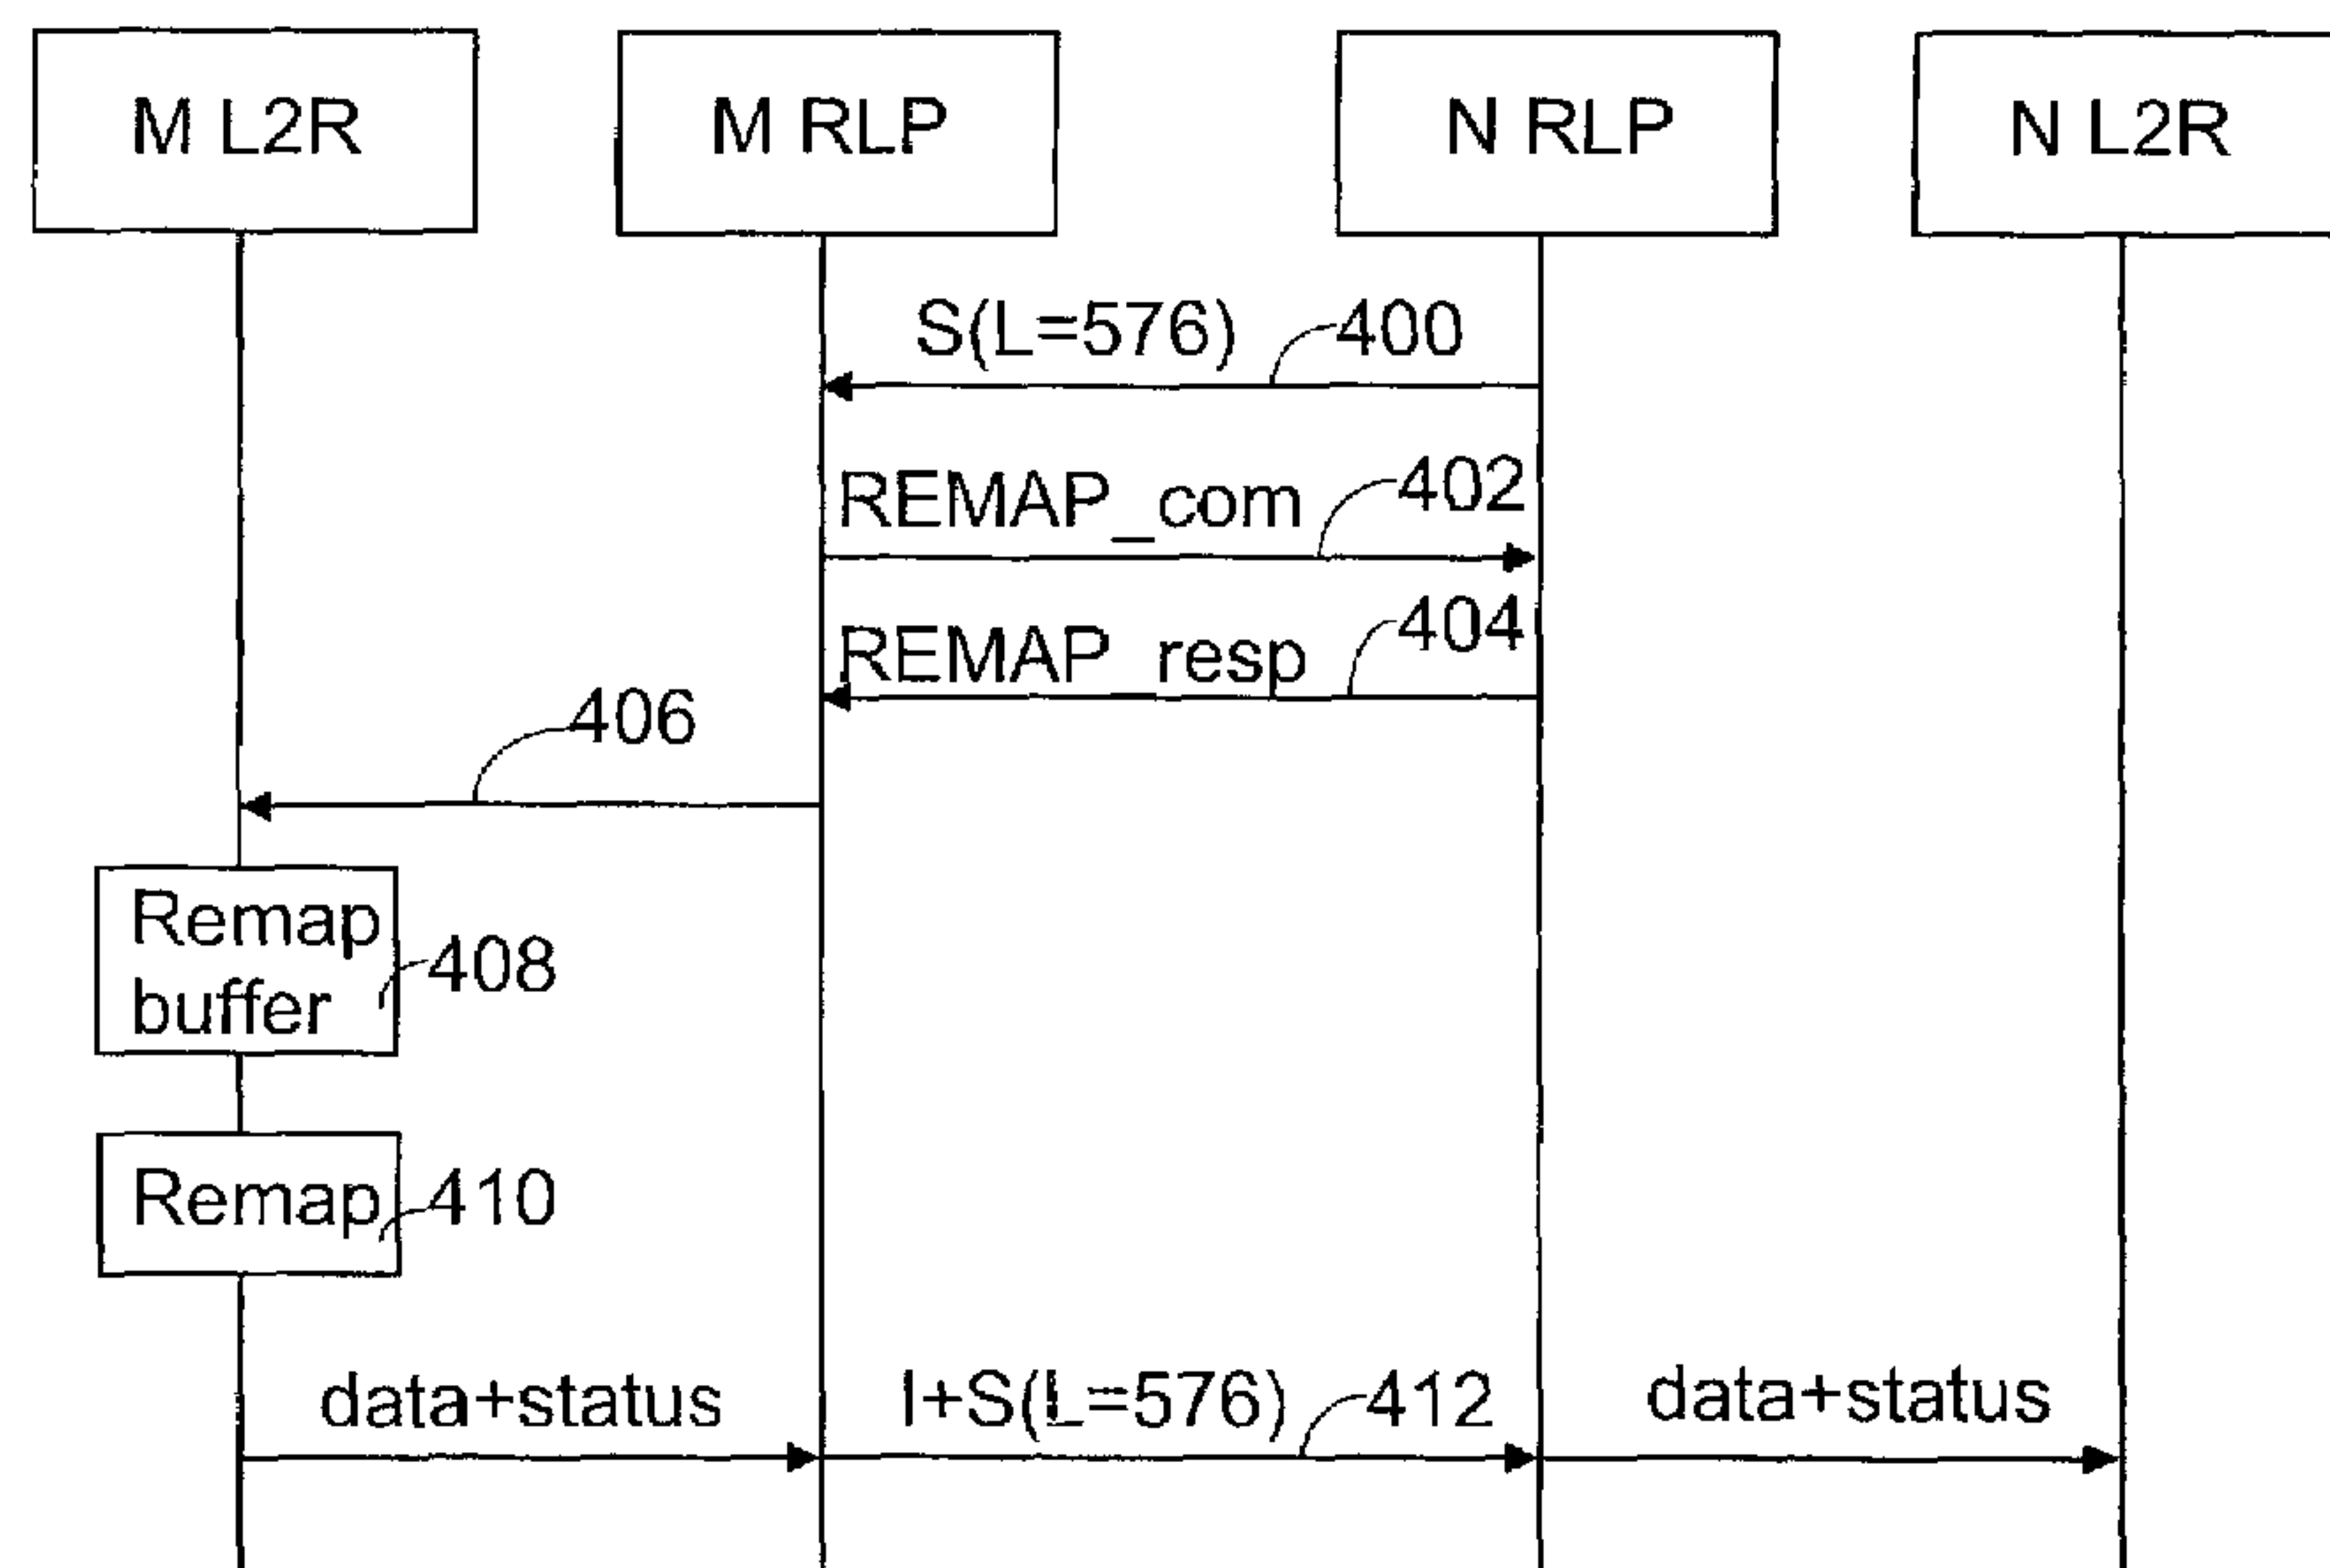 M L2R
M RLP
N RLP
N L2R
S(L=576)
400
REMAP_com
402
REMAP_resp
404
406
Remap
buffer
408
Remap
410
data+status
I+S(L=576)
412
data+status